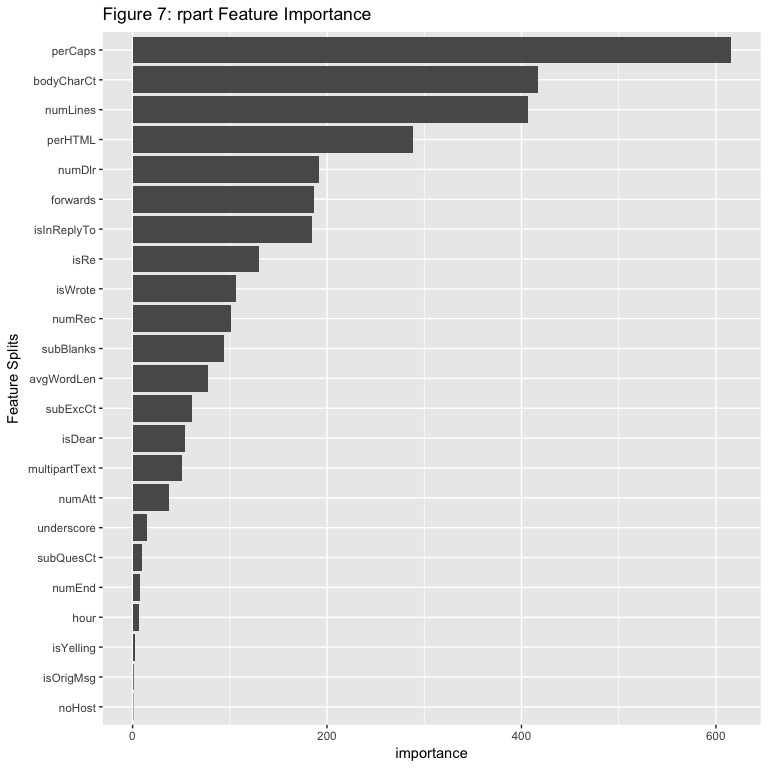 Figure 7: rpart Feature Importance
perCaps
bodyCharCt
numLines
perHTML
numDlr
forwards
isInReplyTo
isRe
isWrote
numRec
subBlanks
avgWordLen
subExcCt
isDear
multipartText
numAtt
underscore
subQuesCt
numEnd
hour
isYelling
isOrigMsg
noHost
Feature Splits
0 200 400 600
importance